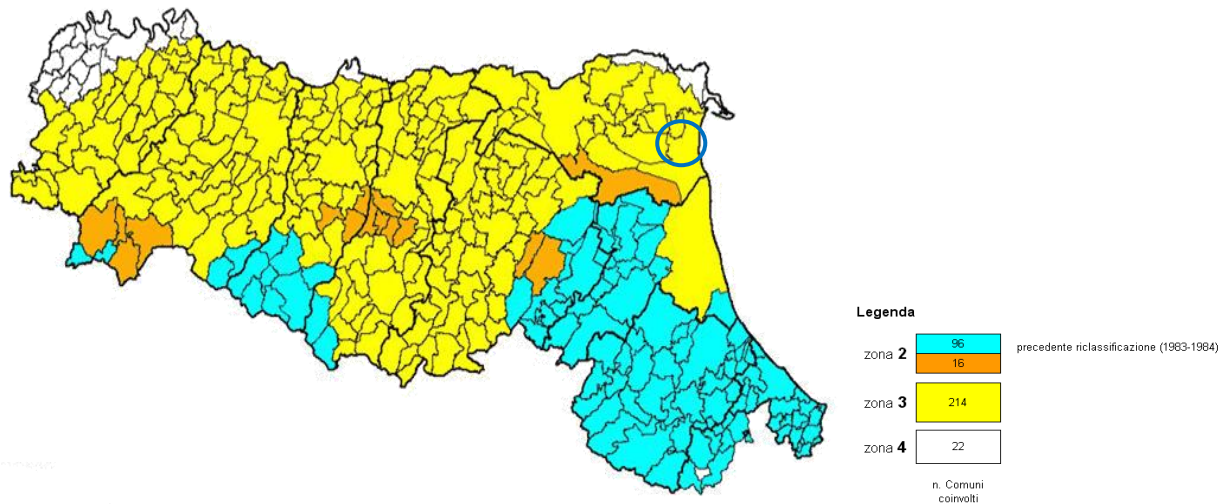 Legenda
zona 2
96
16
precedente riclassificazione (1983-1984)
zona 3
214
zona 4
22
n. Comuni
coinvolti